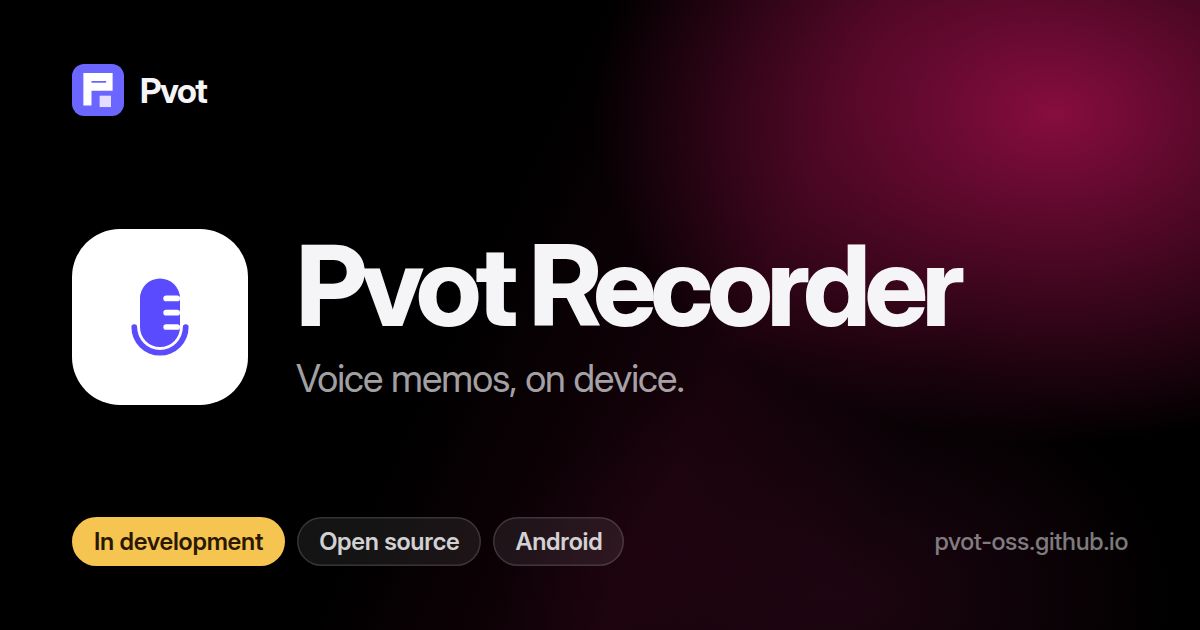 Pvot
Pvot Recorder
Voice memos, on device.
In development
Open source
Android
pvot-oss.github.io